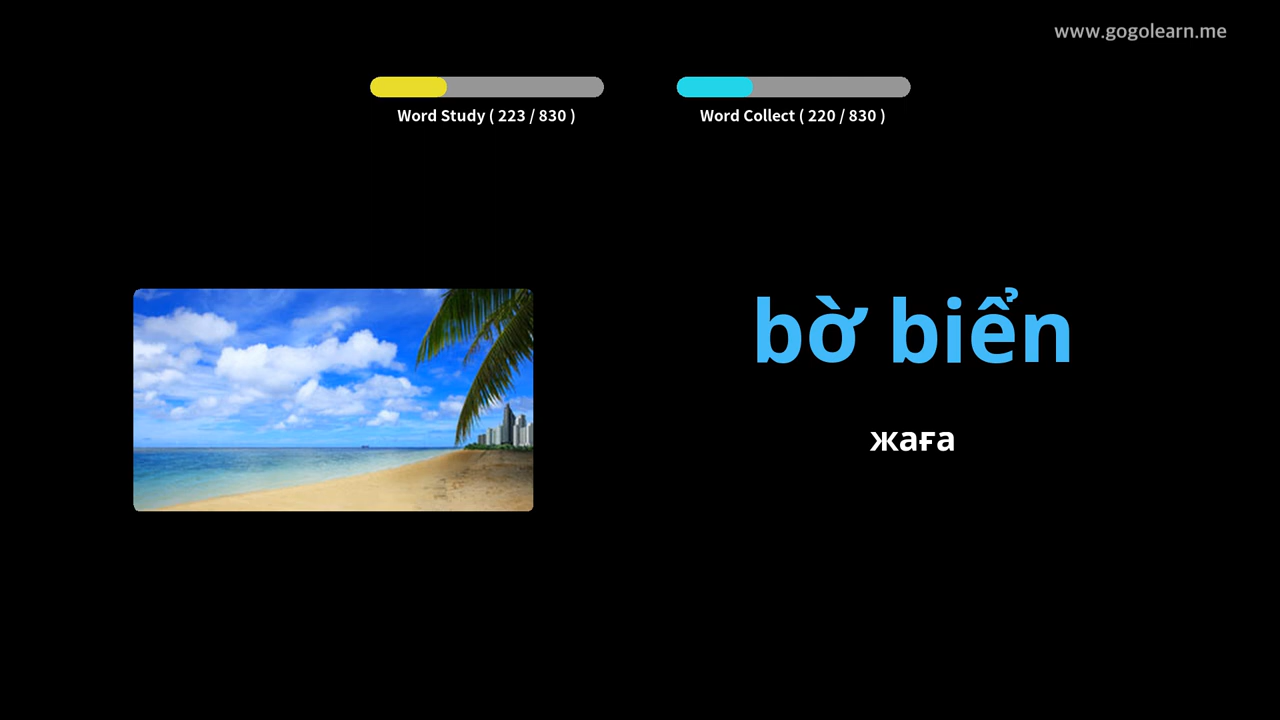 www.gogolearn.me
Word Study ( 223 / 830 )
Word Collect ( 220 / 830 )
bờ biển
жаға